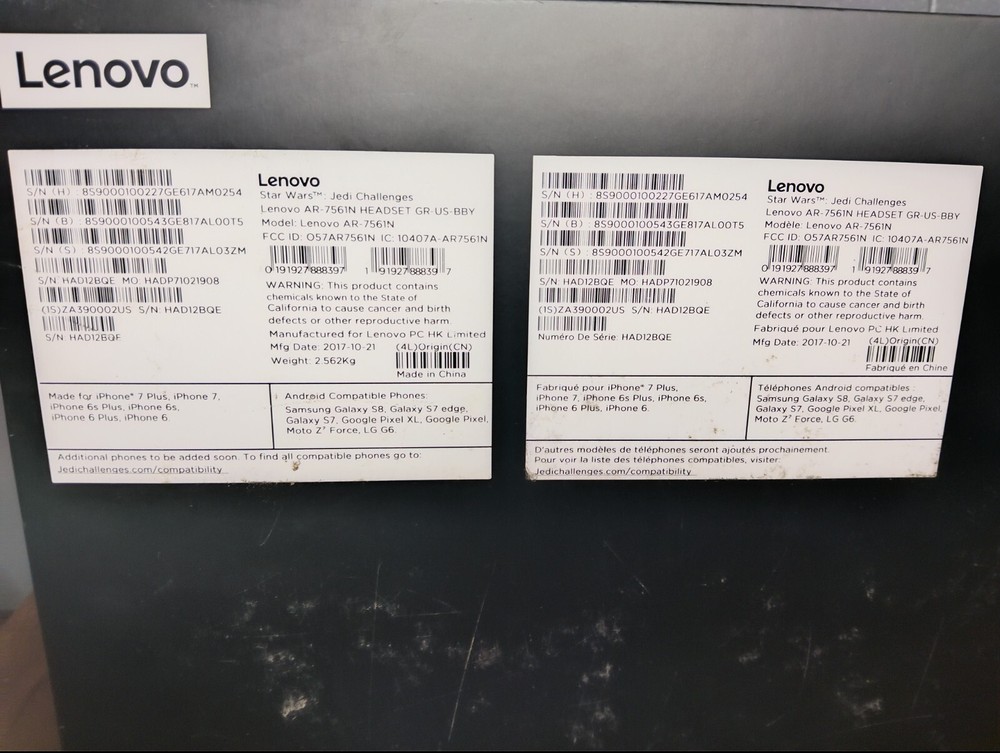 Lenovo™
S/N (H) : 8S9000100227GE617AM0254
S/N (B) : 8S9000100543GE817AL00T5
S/N (S) : 8S9000100542GE717AL03ZM
S/N: HAD12BQE MO: HADP71021908
(1S)ZA390002US S/N: HAD12BQE
S/N: HAD12BQE
Lenovo
Star Wars™: Jedi Challenges
Lenovo AR-7561N HEADSET GR-US-BBY
Model: Lenovo AR-7561N
FCC ID: O57AR7561N IC: 10407A-AR7561N
0 191927 888397 1 91927 88839 7
WARNING: This product contains
chemicals known to the State of
California to cause cancer and birth
defects or other reproductive harm.
Manufactured for Lenovo PC HK Limited
Mfg Date: 2017-10-21 (4L)Origin(CN)
Weight: 2.562Kg
Made in China
Made for iPhone® 7 Plus, iPhone 7,
iPhone 6s Plus, iPhone 6s,
iPhone 6 Plus, iPhone 6.
Android Compatible Phones:
Samsung Galaxy S8, Galaxy S7 edge,
Galaxy S7, Google Pixel XL, Google Pixel,
Moto Z² Force, LG G6.
Additional phones to be added soon. To find all compatible phones go to:
Jedichallenges.com/compatibility
S/N (H) : 8S9000100227GE617AM0254
S/N (B) : 8S9000100543GE817AL00T5
S/N (S) : 8S9000100542GE717AL03ZM
S/N: HAD12BQE MO: HADP71021908
(1S)ZA390002US S/N: HAD12BQE
Numéro De Série: HAD12BQE
Lenovo
Star Wars™: Jedi Challenges
Lenovo AR-7561N HEADSET GR-US-BBY
Modèle: Lenovo AR-7561N
FCC ID: O57AR7561N IC: 10407A-AR7561N
0 191927 888397 1 91927 88839 7
WARNING: This product contains
chemicals known to the State of
California to cause cancer and birth
defects or other reproductive harm.
Fabriqué pour Lenovo PC HK Limited
Mfg Date: 2017-10-21 (4L)Origin(CN)
Fabriqué en Chine
Fabriqué pour iPhone® 7 Plus,
iPhone 7, iPhone 6s Plus, iPhone 6s,
iPhone 6 Plus, iPhone 6.
Téléphones Android compatibles :
Samsung Galaxy S8, Galaxy S7 edge,
Galaxy S7, Google Pixel XL, Google Pixel,
Moto Z² Force, LG G6.
D'autres modèles de téléphones seront ajoutés prochainement.
Pour voir la liste des téléphones compatibles, visiter:
Jedichallenges.com/compatibility